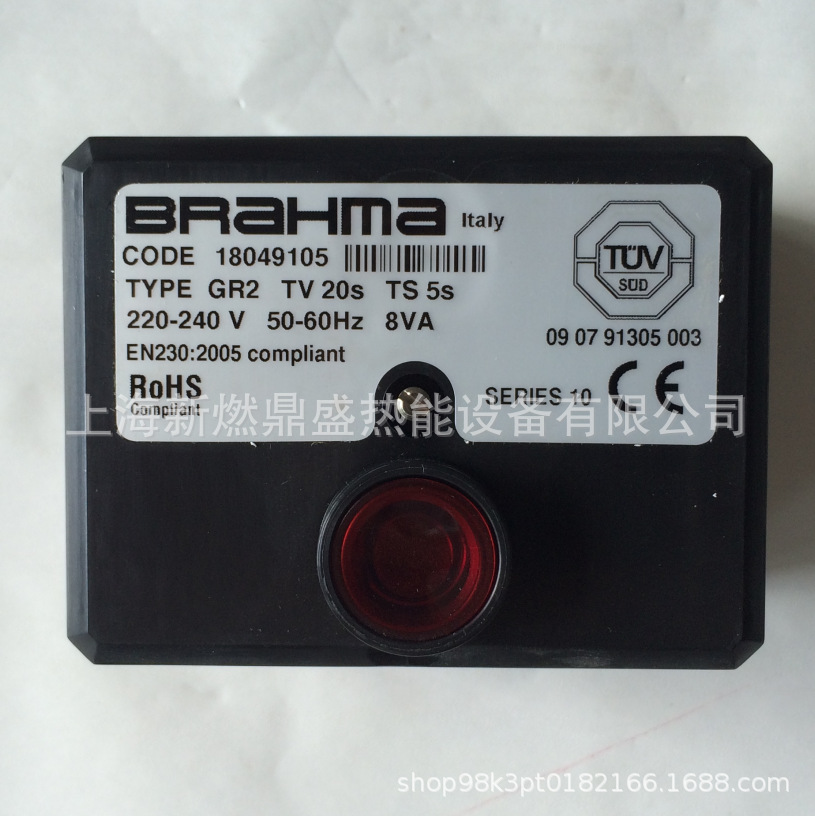 BRAHMA Italy
CODE 18049105
TYPE GR2 TV 20s TS 5s
220-240 V 50-60Hz 8VA
EN230:2005 compliant
RoHS
Compliant
TÜV
SÜD
09 07 91305 003
SERIES 10 CE
上海新燃鼎盛热能设备有限公司
shop98k3pt0182166.1688.com